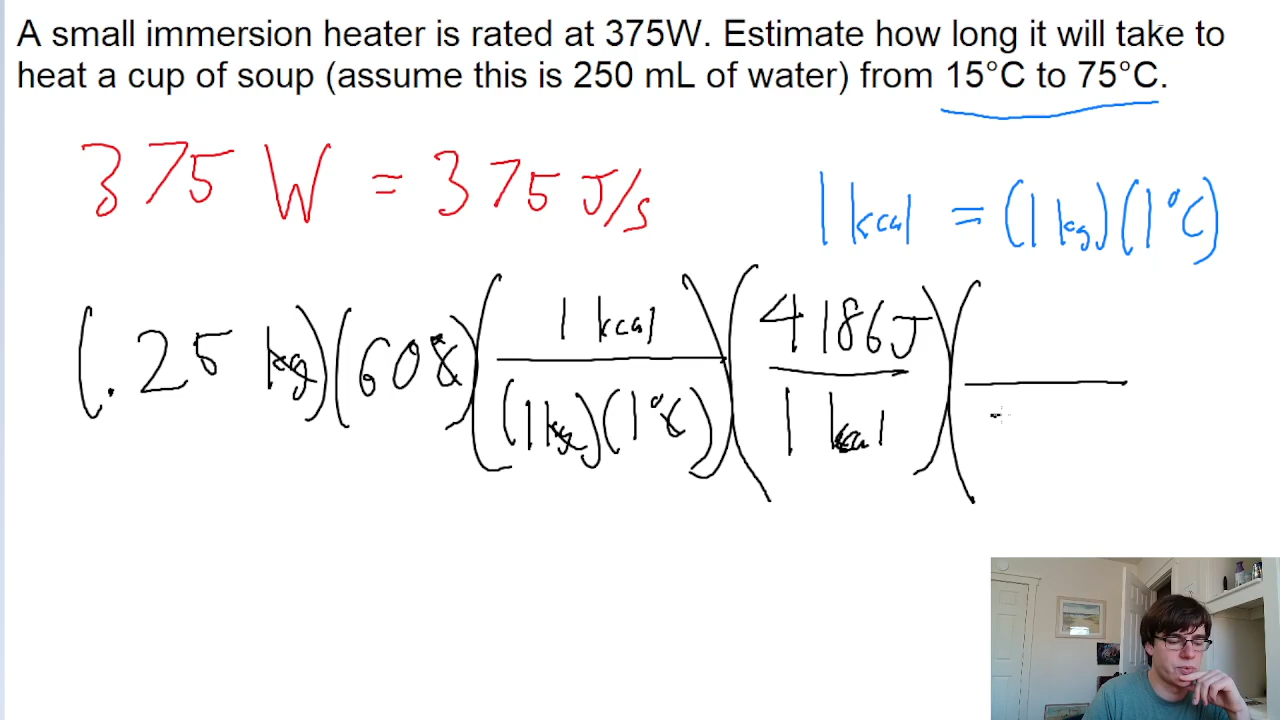 A small immersion heater is rated at 375W. Estimate how long it will take to
heat a cup of soup (assume this is 250 mL of water) from 15°C to 75°C.
375 W = 375 J/s
1 kcal = (1 kg)(1°C)
(.25 kg)(60°C)(1 kcal / (1 kg)(1°C))(4186J / 1 kcal)(